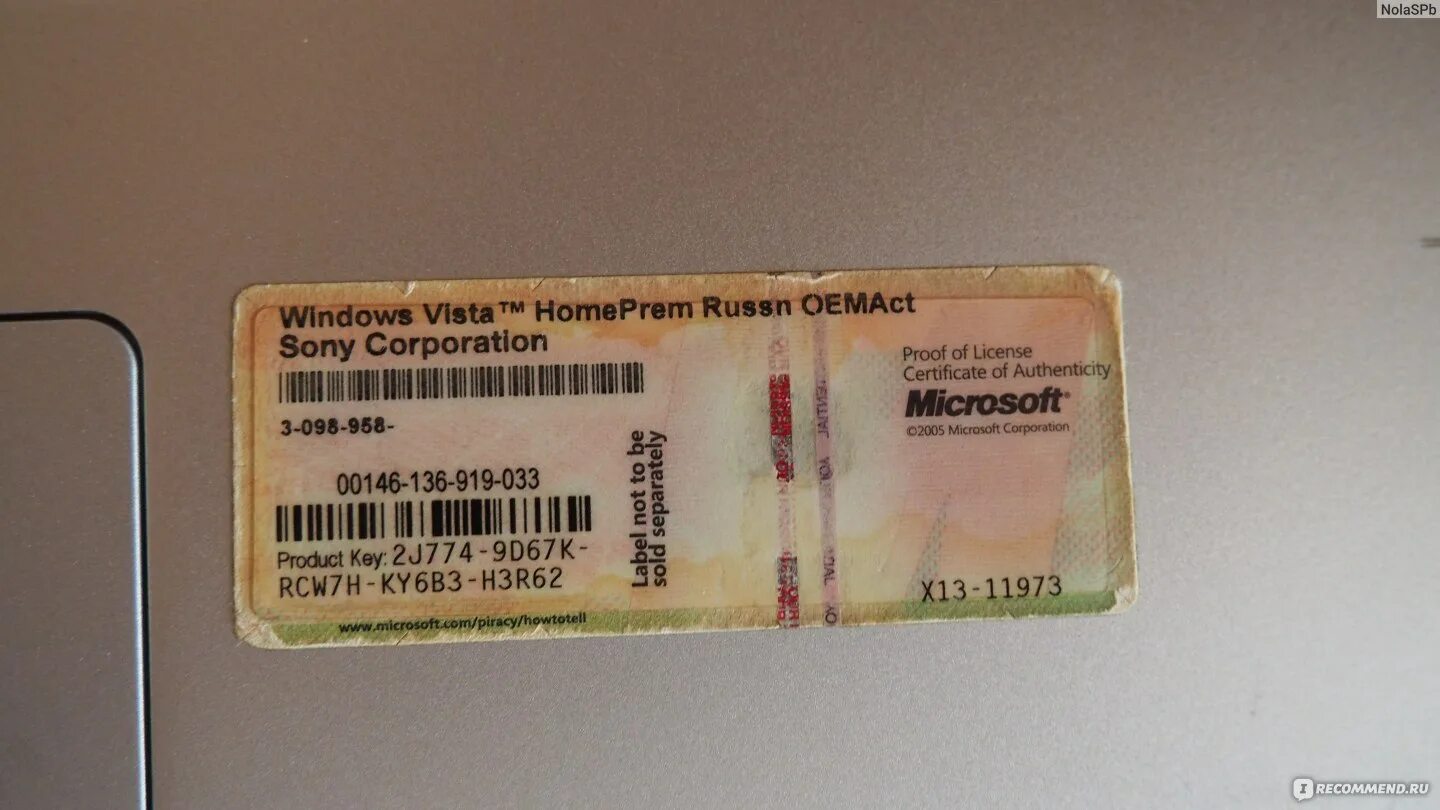 NolaSPb
Windows Vista™ HomePrem Russn OEMAct
Sony Corporation
3-098-958-
00146-136-919-033
Product Key: 2J774-9D67K-
RCW7H-KY6B3-H3R62
www.microsoft.com/piracy/howtotell
Label not to be
sold separately
Proof of License
Certificate of Authenticity
Microsoft®
©2005 Microsoft Corporation
X13-11973
IRECOMMEND.RU